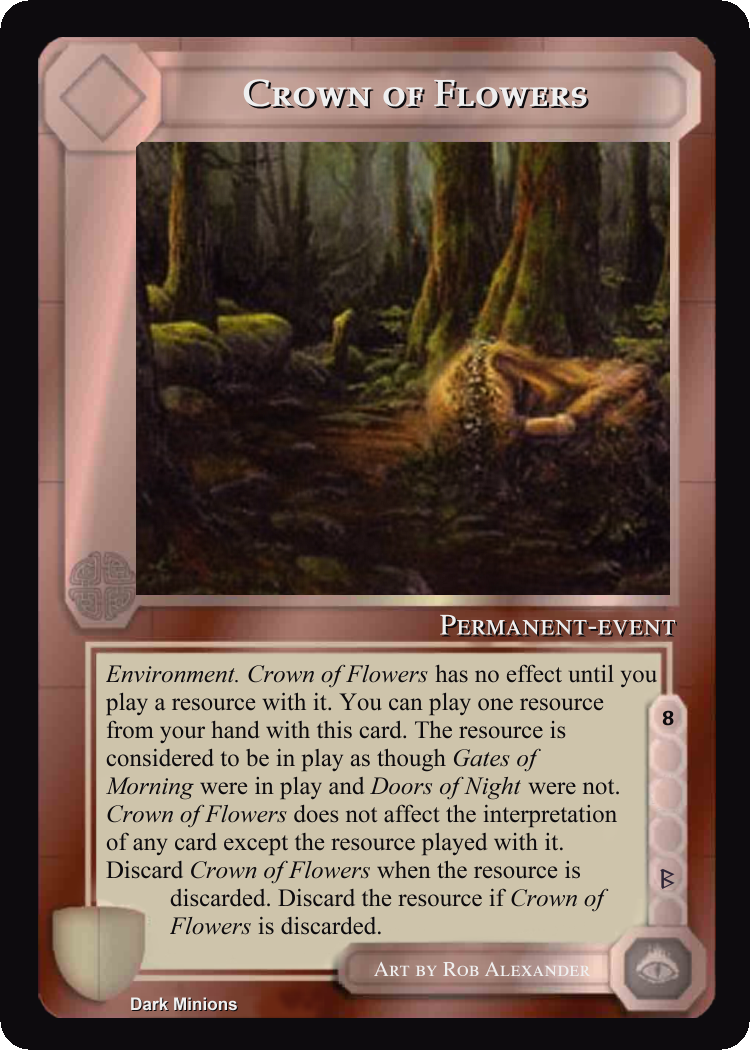 Crown of Flowers
Permanent-event
Environment. Crown of Flowers has no effect until you
play a resource with it. You can play one resource
from your hand with this card. The resource is
considered to be in play as though Gates of
Morning were in play and Doors of Night were not.
Crown of Flowers does not affect the interpretation
of any card except the resource played with it.
Discard Crown of Flowers when the resource is
discarded. Discard the resource if Crown of
Flowers is discarded.
8
Art by Rob Alexander
Dark Minions